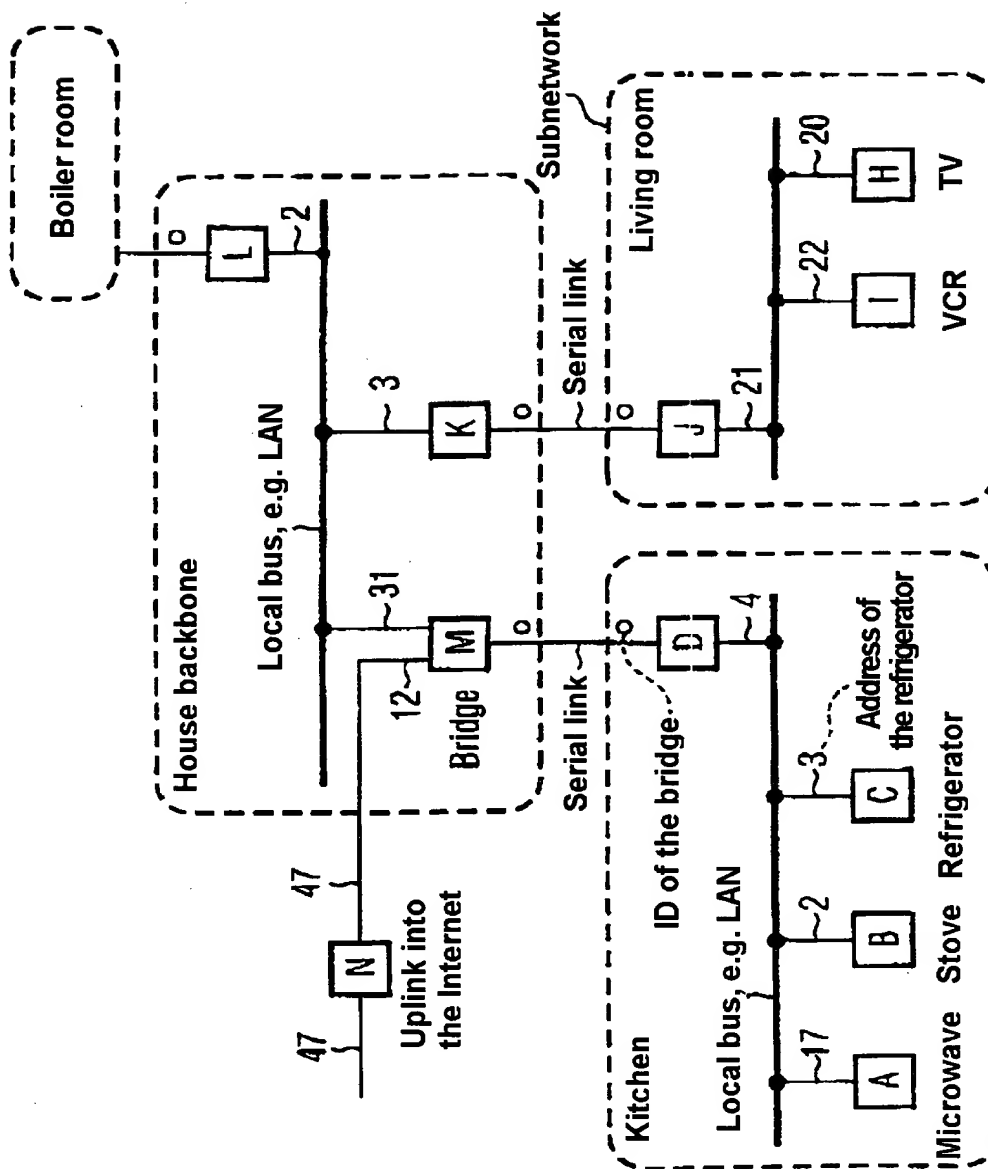 Boiler room
O
L
2
House backbone
Local bus, e.g. LAN
3
K
O
31
12
M
Bridge
O
47
N
47
Uplink into
the Internet
Serial link
Serial link
Subnetwork
Kitchen
Local bus, e.g. LAN
ID of the bridge
O
D
4
17
A
Microwave
2
B
Stove
3
C
Refrigerator
Address of
the refrigerator
Living room
O
J
21
22
I
VCR
20
H
TV